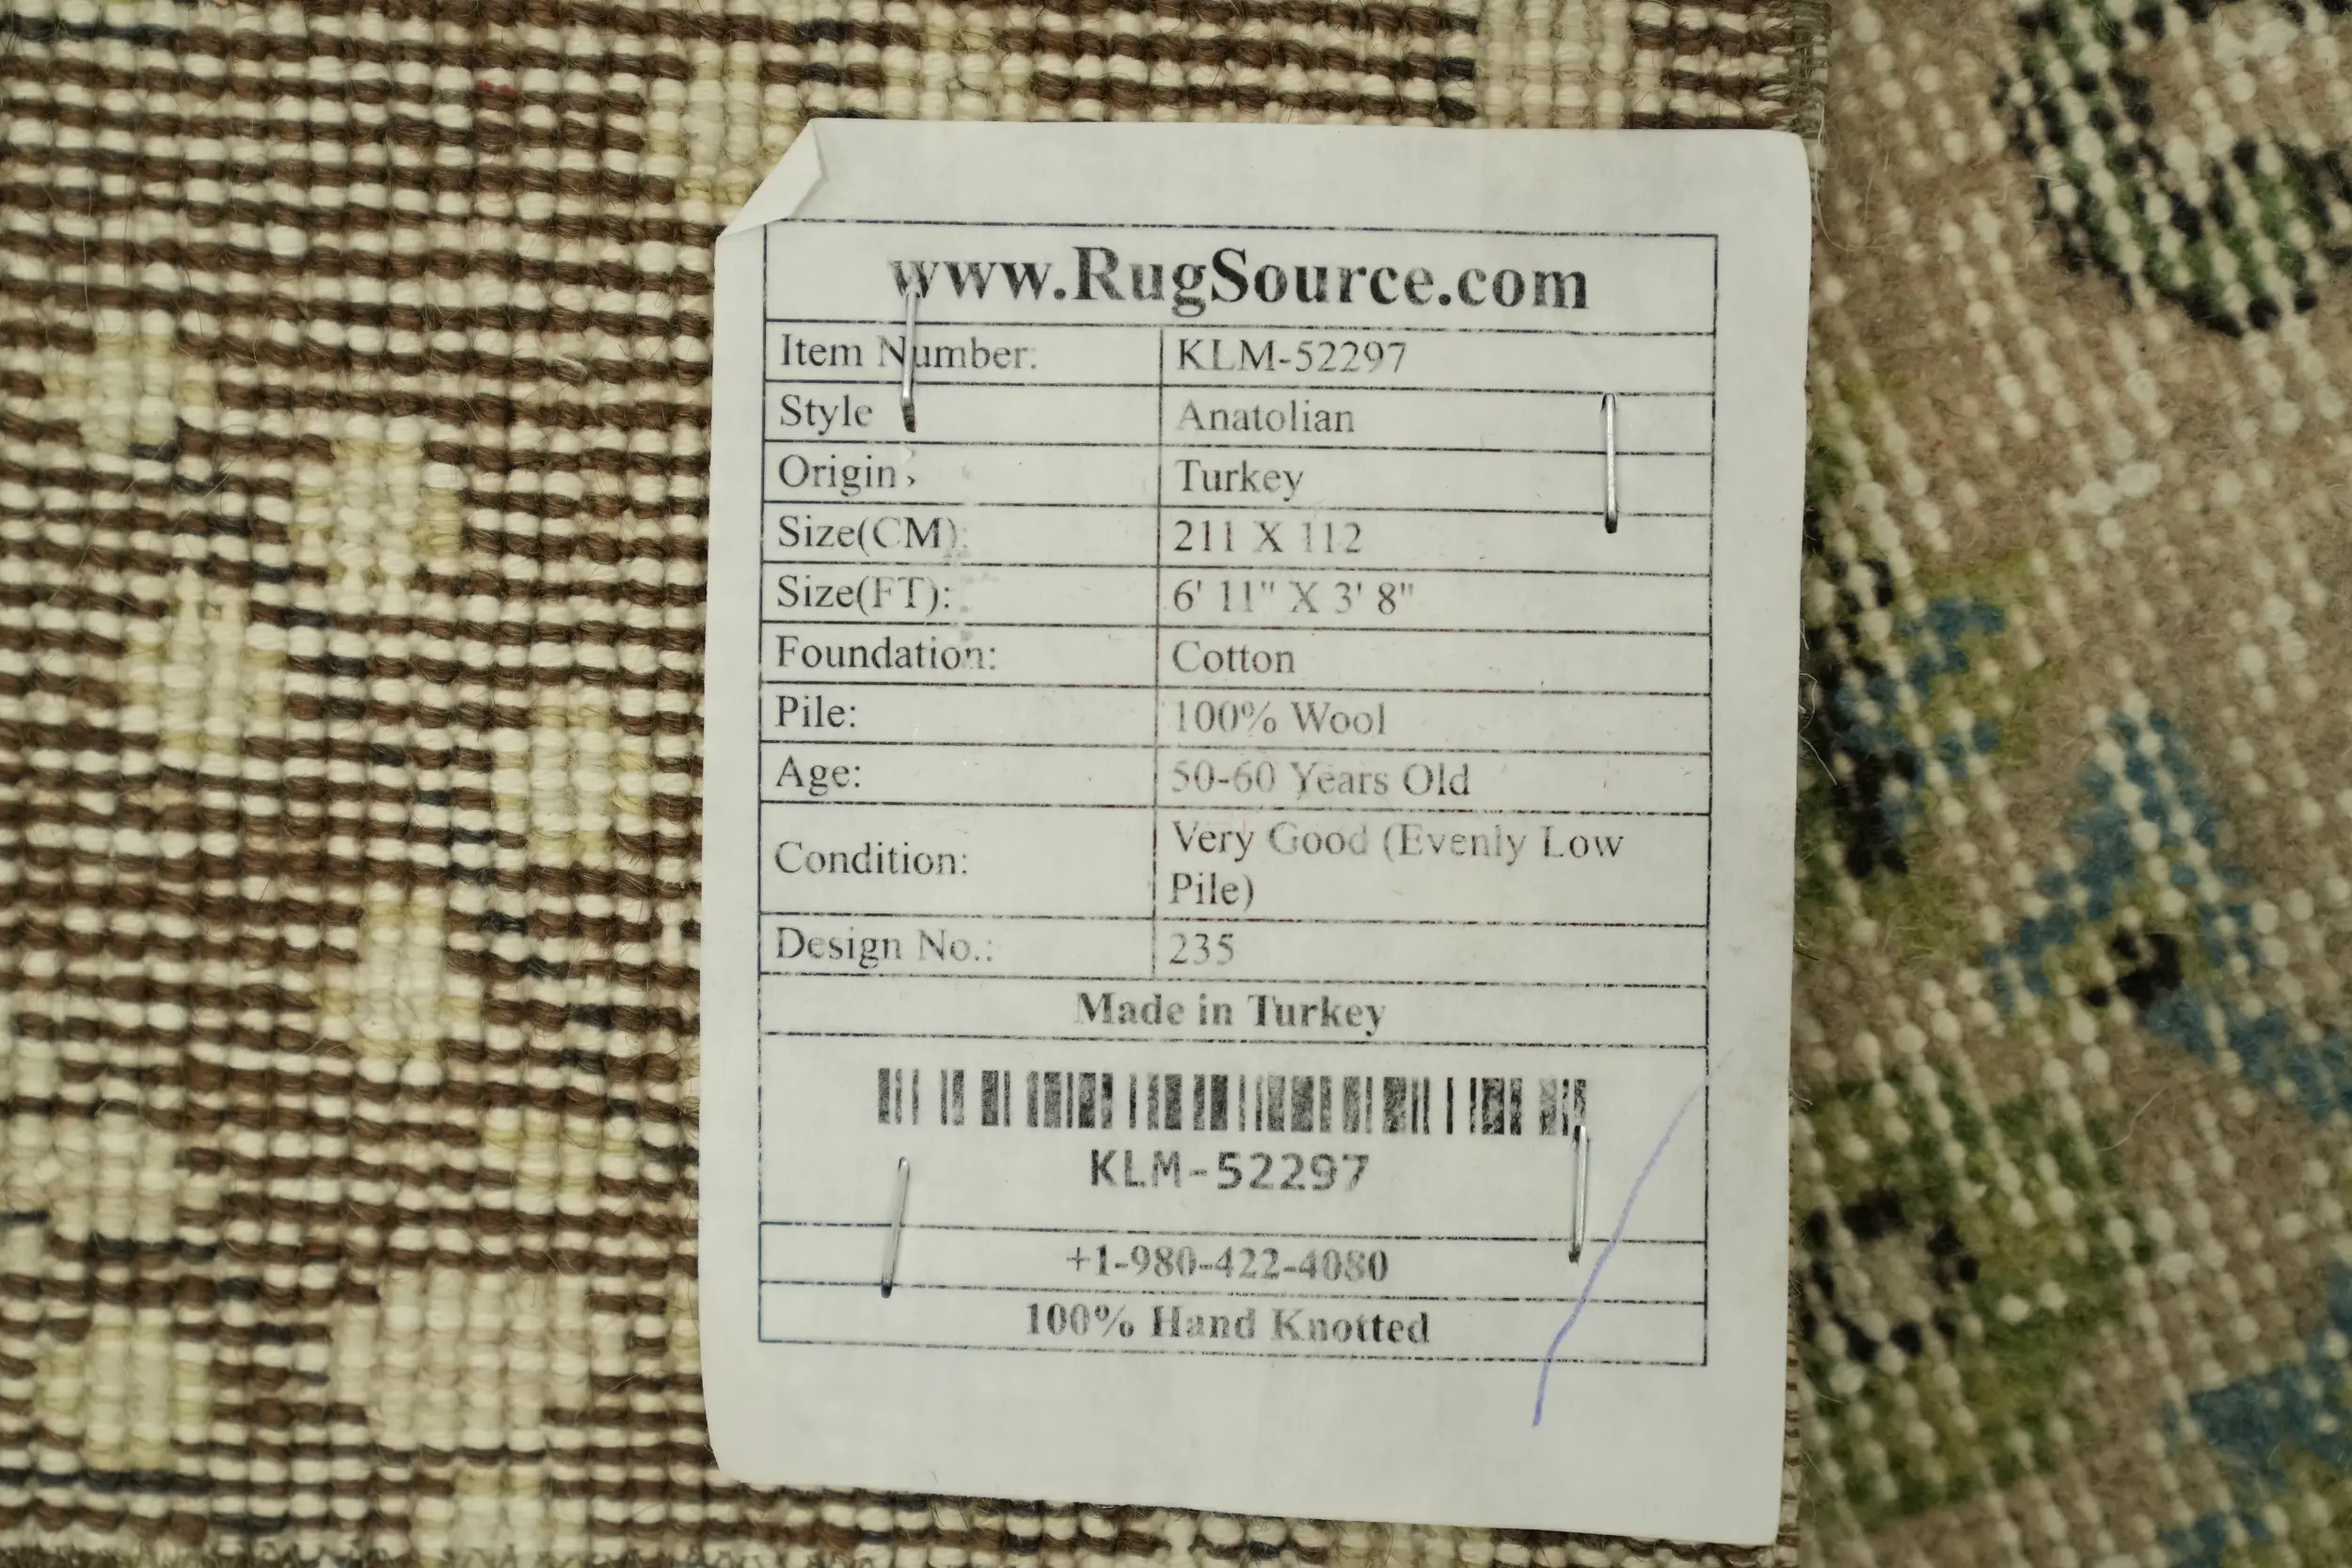 www.RugSource.com
Item Number: KLM-52297
Style Anatolian
Origin: Turkey
Size(CM): 211 X 112
Size(FT): 6' 11" X 3' 8"
Foundation: Cotton
Pile: 100% Wool
Age: 50-60 Years Old
Condition: Very Good (Evenly Low
Pile)
Design No.: 235
Made in Turkey
KLM-52297
+1-980-422-4080
100% Hand Knotted